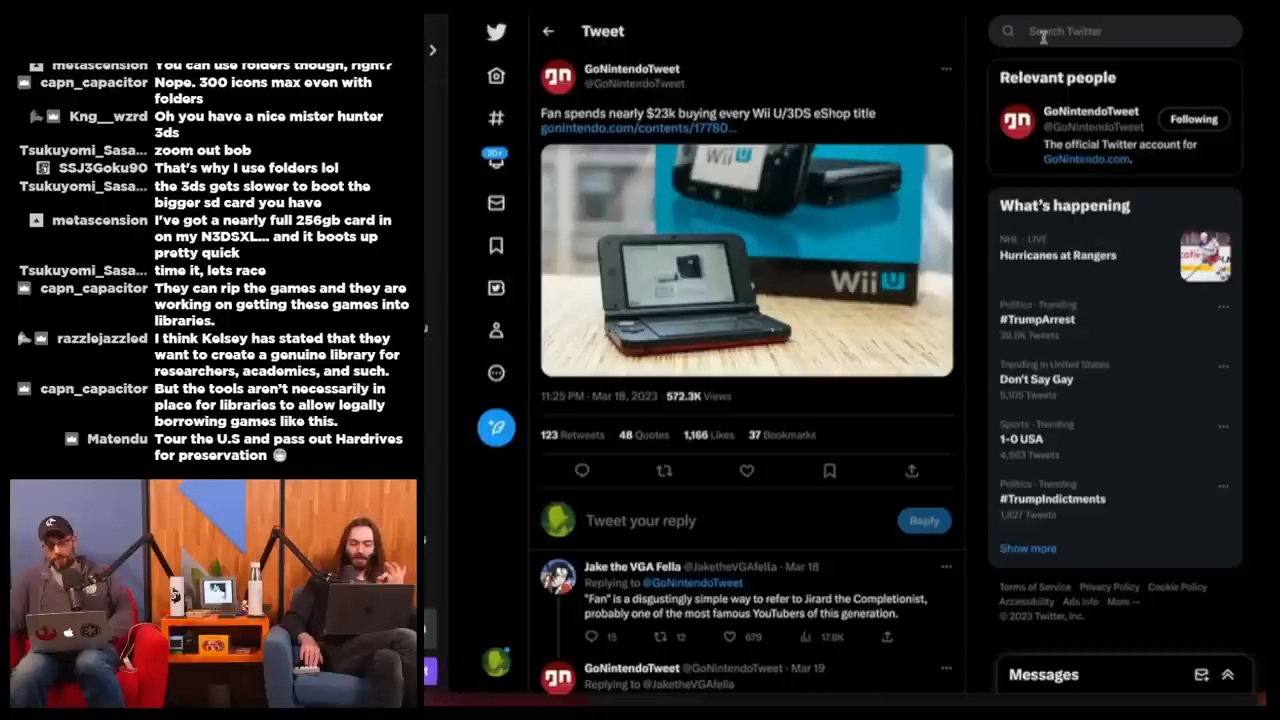 metascension You can use folders though, right?
capn_capacitor Nope. 300 icons max even with
folders
Kng__wzrd Oh you have a nice mister hunter
3ds
Tsukuyomi_Sasa... zoom out bob
SSJ3Goku90 That's why I use folders lol
Tsukuyomi_Sasa... the 3ds gets slower to boot the
bigger sd card you have
metascension I've got a nearly full 256gb card in
on my N3DSXL... and it boots up
pretty quick
Tsukuyomi_Sasa... time it, lets race
capn_capacitor They can rip the games and they are
working on getting these games into
libraries.
razzlejazzled I think Kelsey has stated that they
want to create a genuine library for
researchers, academics, and such.
capn_capacitor But the tools aren't necessarily in
place for libraries to allow legally
borrowing games like this.
Matendu Tour the U.S and pass out Hardrives
for preservation
20+
Tweet
GoNintendoTweet
@GoNintendoTweet
Fan spends nearly $23k buying every Wii U/3DS eShop title
gonintendo.com/contents/17780...
Wii U
Wii U
11:25 PM · Mar 18, 2023 · 572.3K Views
123 Retweets 48 Quotes 1,166 Likes 37 Bookmarks
Tweet your reply
Reply
Jake the VGA Fella @JaketheVGAfella · Mar 18
Replying to @GoNintendoTweet
"Fan" is a disgustingly simple way to refer to Jirard the Completionist,
probably one of the most famous YouTubers of this generation.
15 12 679 17.8K
GoNintendoTweet @GoNintendoTweet · Mar 19
Replying to @JaketheVGAfella
Search Twitter
Relevant people
GoNintendoTweet
@GoNintendoTweet
Following
The official Twitter account for
GoNintendo.com.
What's happening
NHL · LIVE
Hurricanes at Rangers
Politics · Trending
#TrumpArrest
Trending in United States
Don't Say Gay
5,105 Tweets
Sports · Trending
1-0 USA
4,563 Tweets
Politics · Trending
#TrumpIndictments
1,827 Tweets
Show more
Terms of Service Privacy Policy Cookie Policy
Accessibility Ads info More ···
© 2023 Twitter, Inc.
Messages